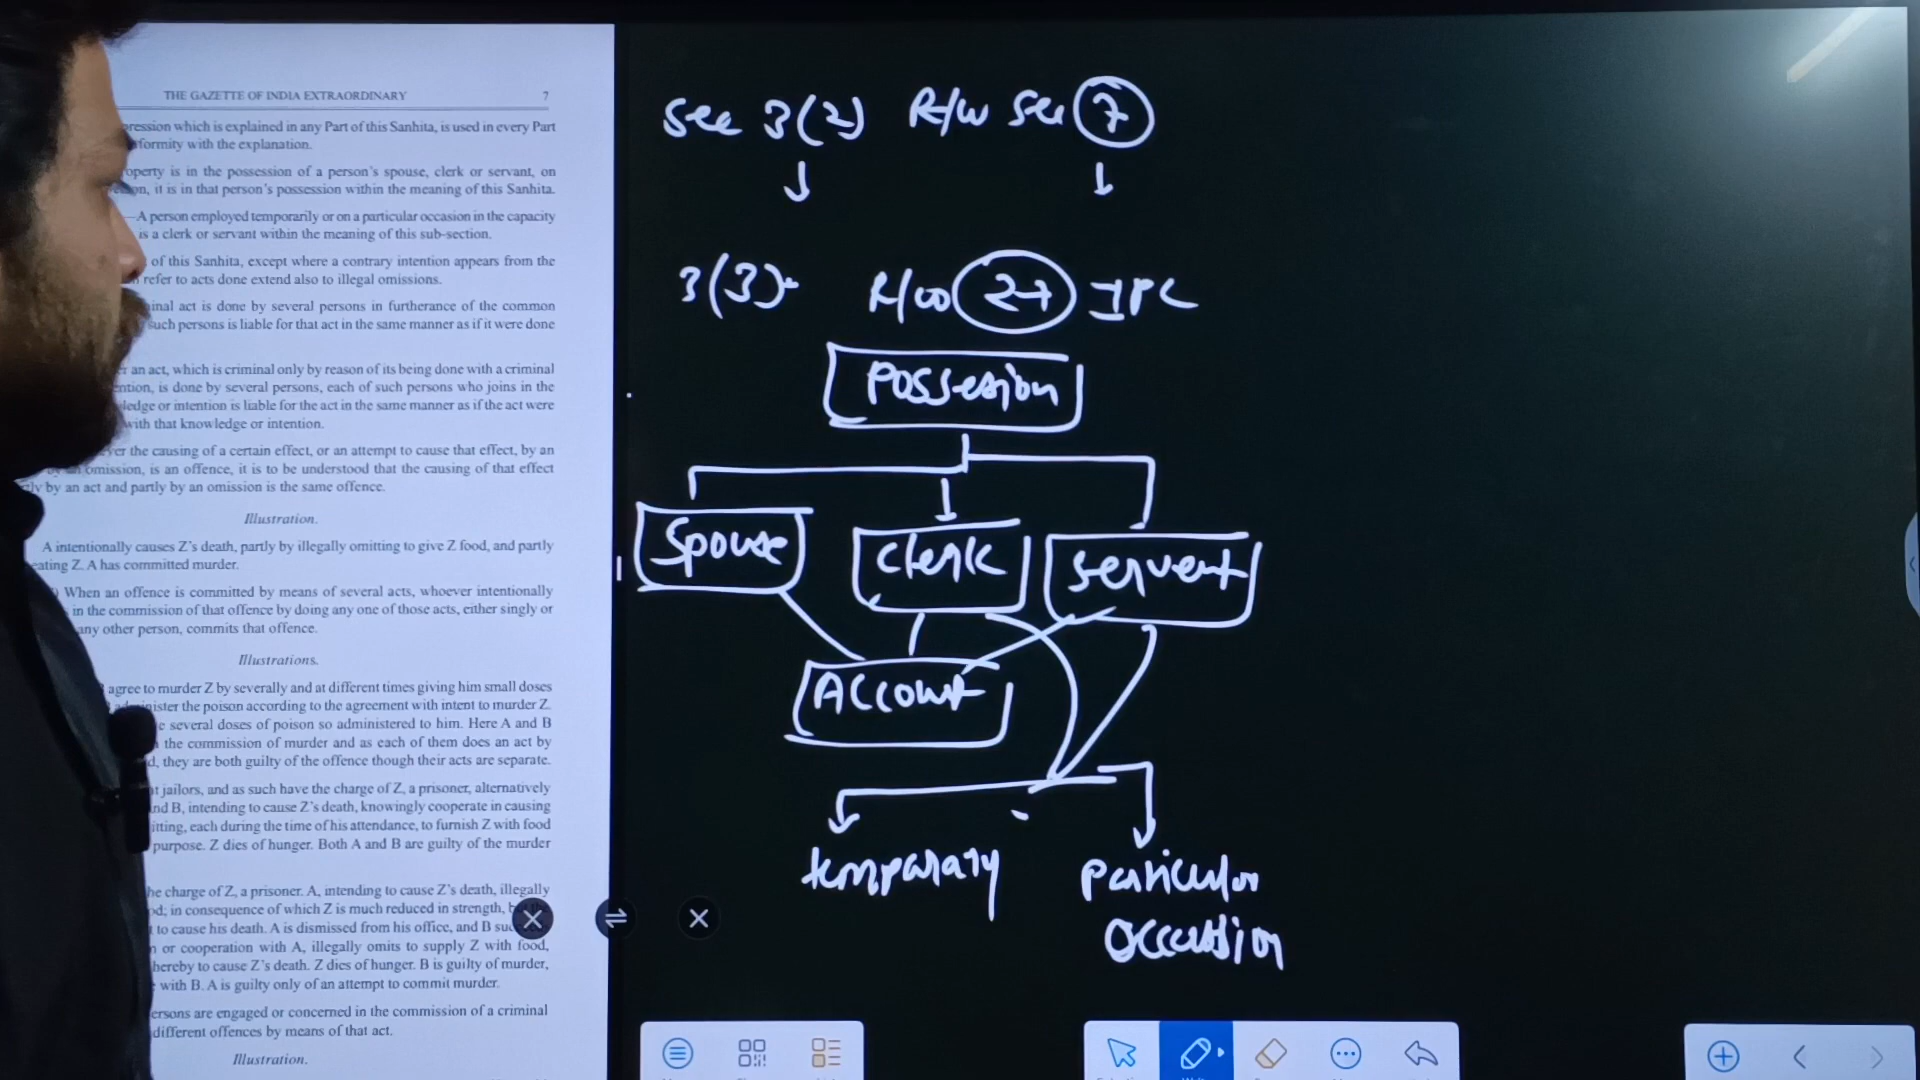 THE GAZETTE OF INDIA EXTRAORDINARY 7
which is explained in any Part of this Sanhita, is used in every Part
with the explanation.
is in the possession of a person's spouse, clerk or servant, on
it is in that person's possession within the meaning of this Sanhita.
—A person employed temporarily or on a particular occasion in the capacity
is a clerk or servant within the meaning of this sub-section.
of this Sanhita, except where a contrary intention appears from the
refer to acts done extend also to illegal omissions.
act is done by several persons in furtherance of the common
such persons is liable for that act in the same manner as if it were done
an act, which is criminal only by reason of its being done with a criminal
is done by several persons, each of such persons who joins in the
or intention is liable for the act in the same manner as if the act were
with that knowledge or intention.
the causing of a certain effect, or an attempt to cause that effect, by an
omission, is an offence, it is to be understood that the causing of that effect
by an act and partly by an omission is the same offence.
Illustration.
A intentionally causes Z's death, partly by illegally omitting to give Z food, and partly
Z. A has committed murder.
When an offence is committed by means of several acts, whoever intentionally
in the commission of that offence by doing any one of those acts, either singly or
any other person, commits that offence.
Illustrations.
agree to murder Z by severally and at different times giving him small doses
the poison according to the agreement with intent to murder Z.
several doses of poison so administered to him. Here A and B
the commission of murder and as each of them does an act by
they are both guilty of the offence though their acts are separate.
jailors, and as such have the charge of Z, a prisoner, alternatively
B, intending to cause Z's death, knowingly cooperate in causing
each during the time of his attendance, to furnish Z with food
purpose. Z dies of hunger. Both A and B are guilty of the murder
charge of Z, a prisoner. A, intending to cause Z's death, illegally
in consequence of which Z is much reduced in strength,
to cause his death. A is dismissed from his office, and B
or cooperation with A, illegally omits to supply Z with food,
hereby to cause Z's death. Z dies of hunger. B is guilty of murder,
with B. A is guilty only of an attempt to commit murder.
are engaged or concerned in the commission of a criminal
different offences by means of that act.
Illustration.
Sec 3(2) R/w Sec 7
3(3) R/w 27 IPC
Possession
Spouse Clerk Servent
Account
temparary particular
occassion